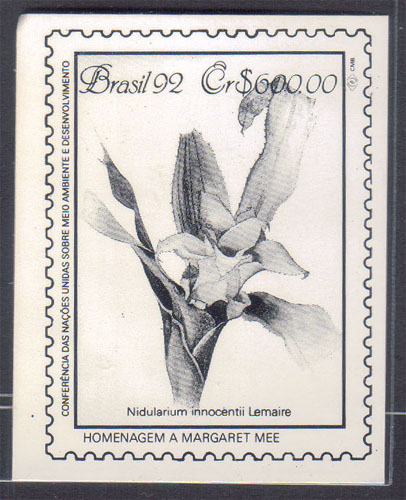 Brasil 92 Cr$600.00
CMB
CONFERÊNCIA DAS NAÇÕES UNIDAS SOBRE MEIO AMBIENTE E DESENVOLVIMENTO
Nidularium innocentii Lemaire
HOMENAGEM A MARGARET MEE